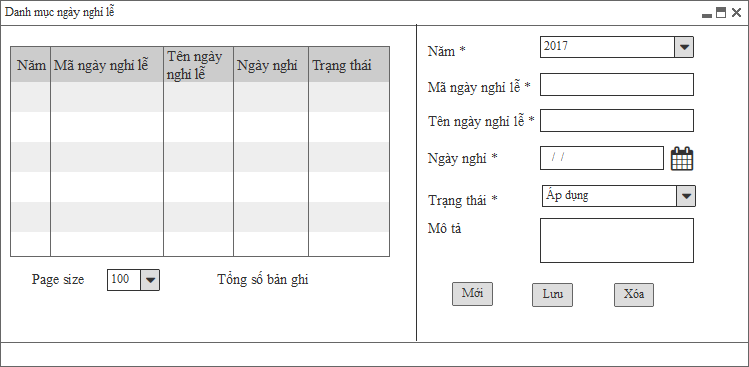 Danh mục ngày nghỉ lễ
Năm Mã ngày nghỉ lễ Tên ngày nghỉ lễ Ngày nghỉ Trạng thái
Page size 100 Tổng số bản ghi
Năm * 2017
Mã ngày nghỉ lễ *
Tên ngày nghỉ lễ *
Ngày nghỉ * / /
Trạng thái * Áp dụng
Mô tả
Mới Lưu Xóa